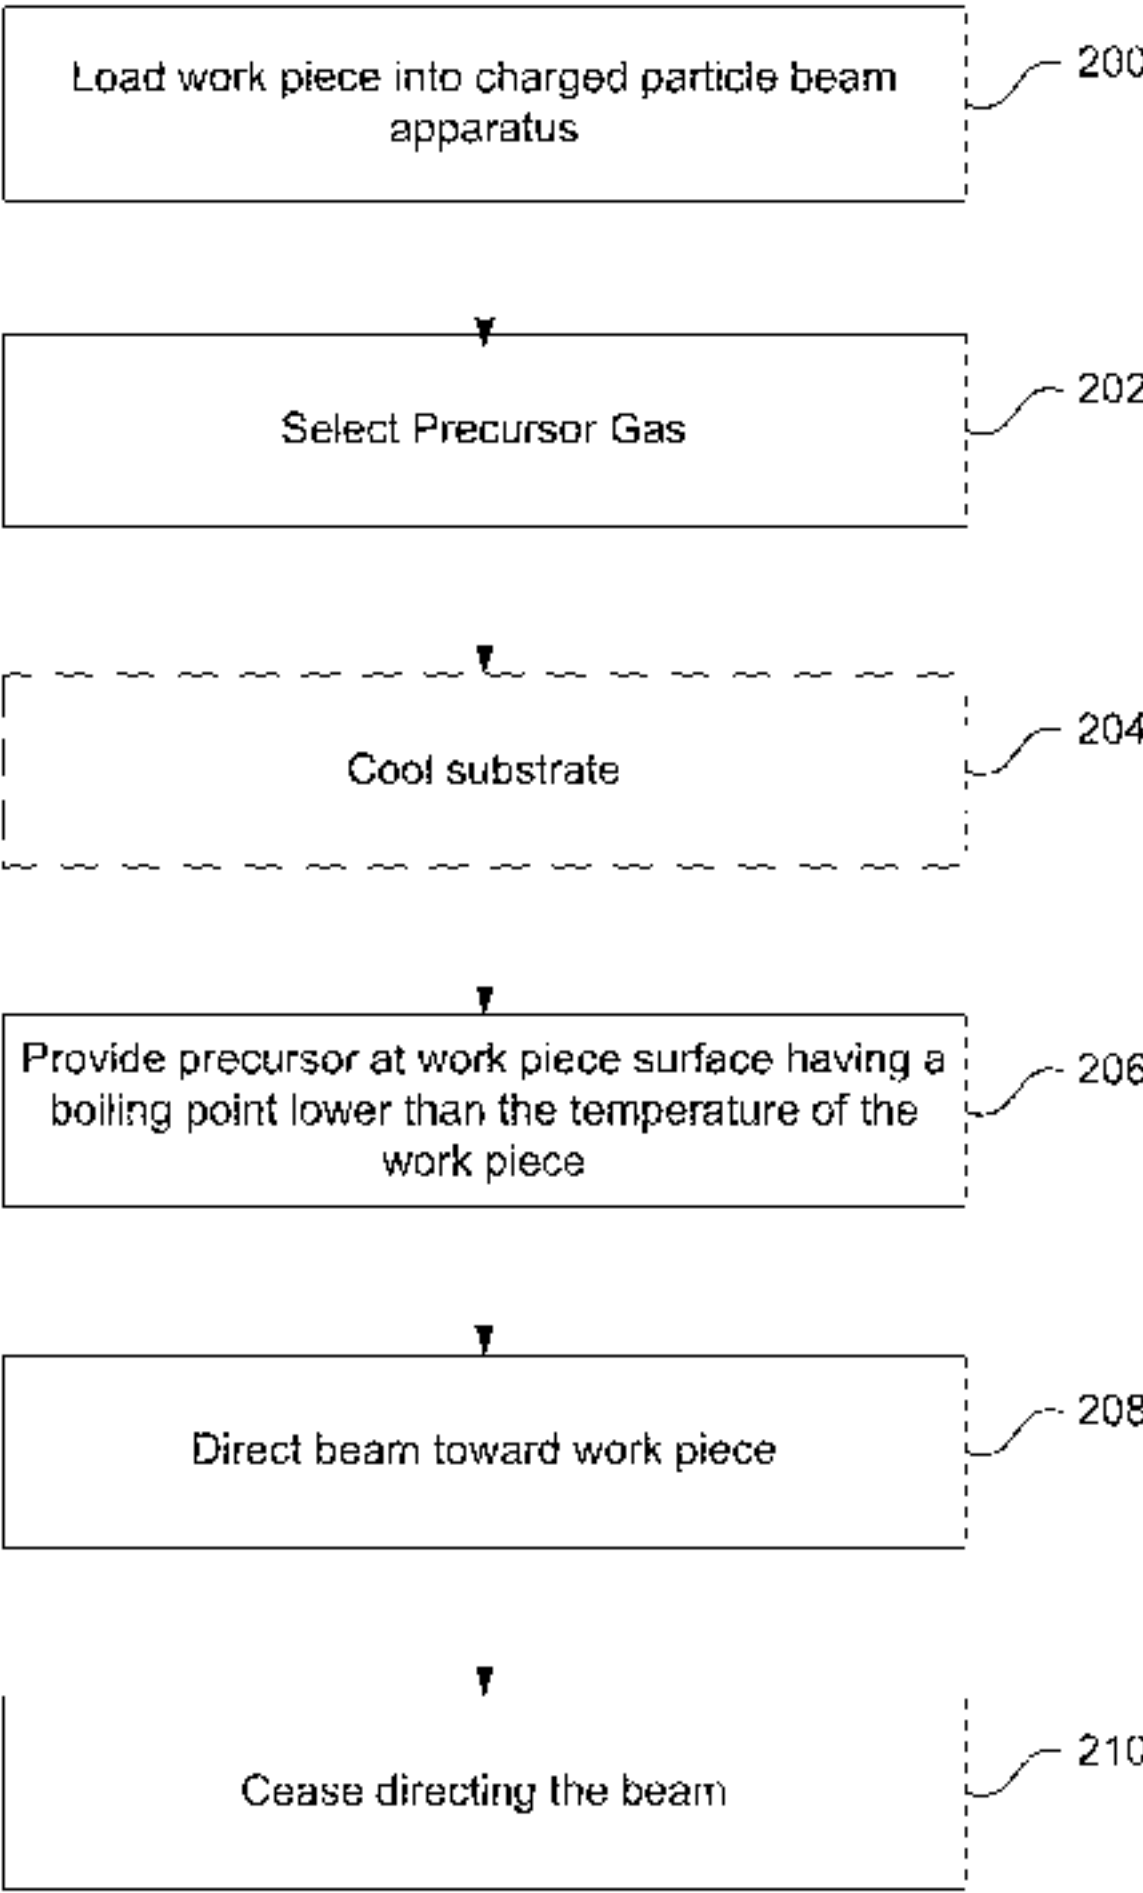 Load work piece into charged particle beam
apparatus
200
Select Precursor Gas
202
Cool substrate
204
Provide precursor at work piece surface having a
boiling point lower than the temperature of the
work piece
206
Direct beam toward work piece
208
Cease directing the beam
210